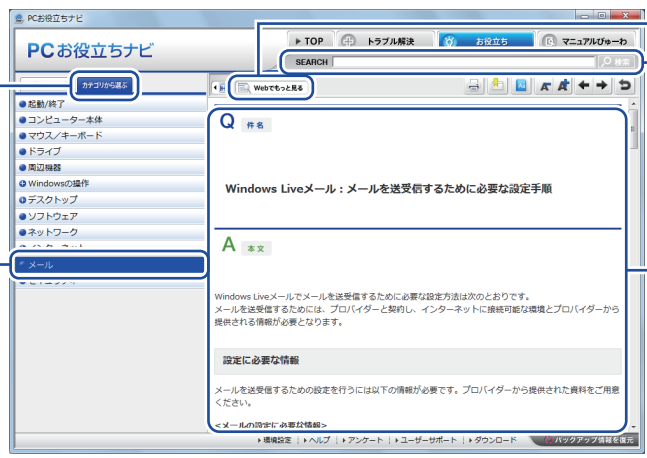 PCお役立ちナビ
PCお役立ちナビ
TOP
トラブル解決
お役立ち
マニュアルびゅーわ
SEARCH
検索
カテゴリから選ぶ
Webでもっと見る
起動/終了
コンピューター本体
マウス/キーボード
ドライブ
周辺機器
Windowsの操作
デスクトップ
ソフトウェア
ネットワーク
メール
Q 件名
Windows Liveメール：メールを送受信するために必要な設定手順
A 本文
Windows Liveメールでメールを送受信するために必要な設定方法は次のとおりです。
メールを送受信するためには、プロバイダーと契約し、インターネットに接続可能な環境とプロバイダーから
提供される情報が必要となります。
設定に必要な情報
メールを送受信するための設定を行うには以下の情報が必要です。プロバイダーから提供された資料をご用意
ください。
<メールの設定に必要な情報>
環境設定 | ヘルプ | アンケート | ユーザーサポート | ダウンロード
バックアップ情報を復元